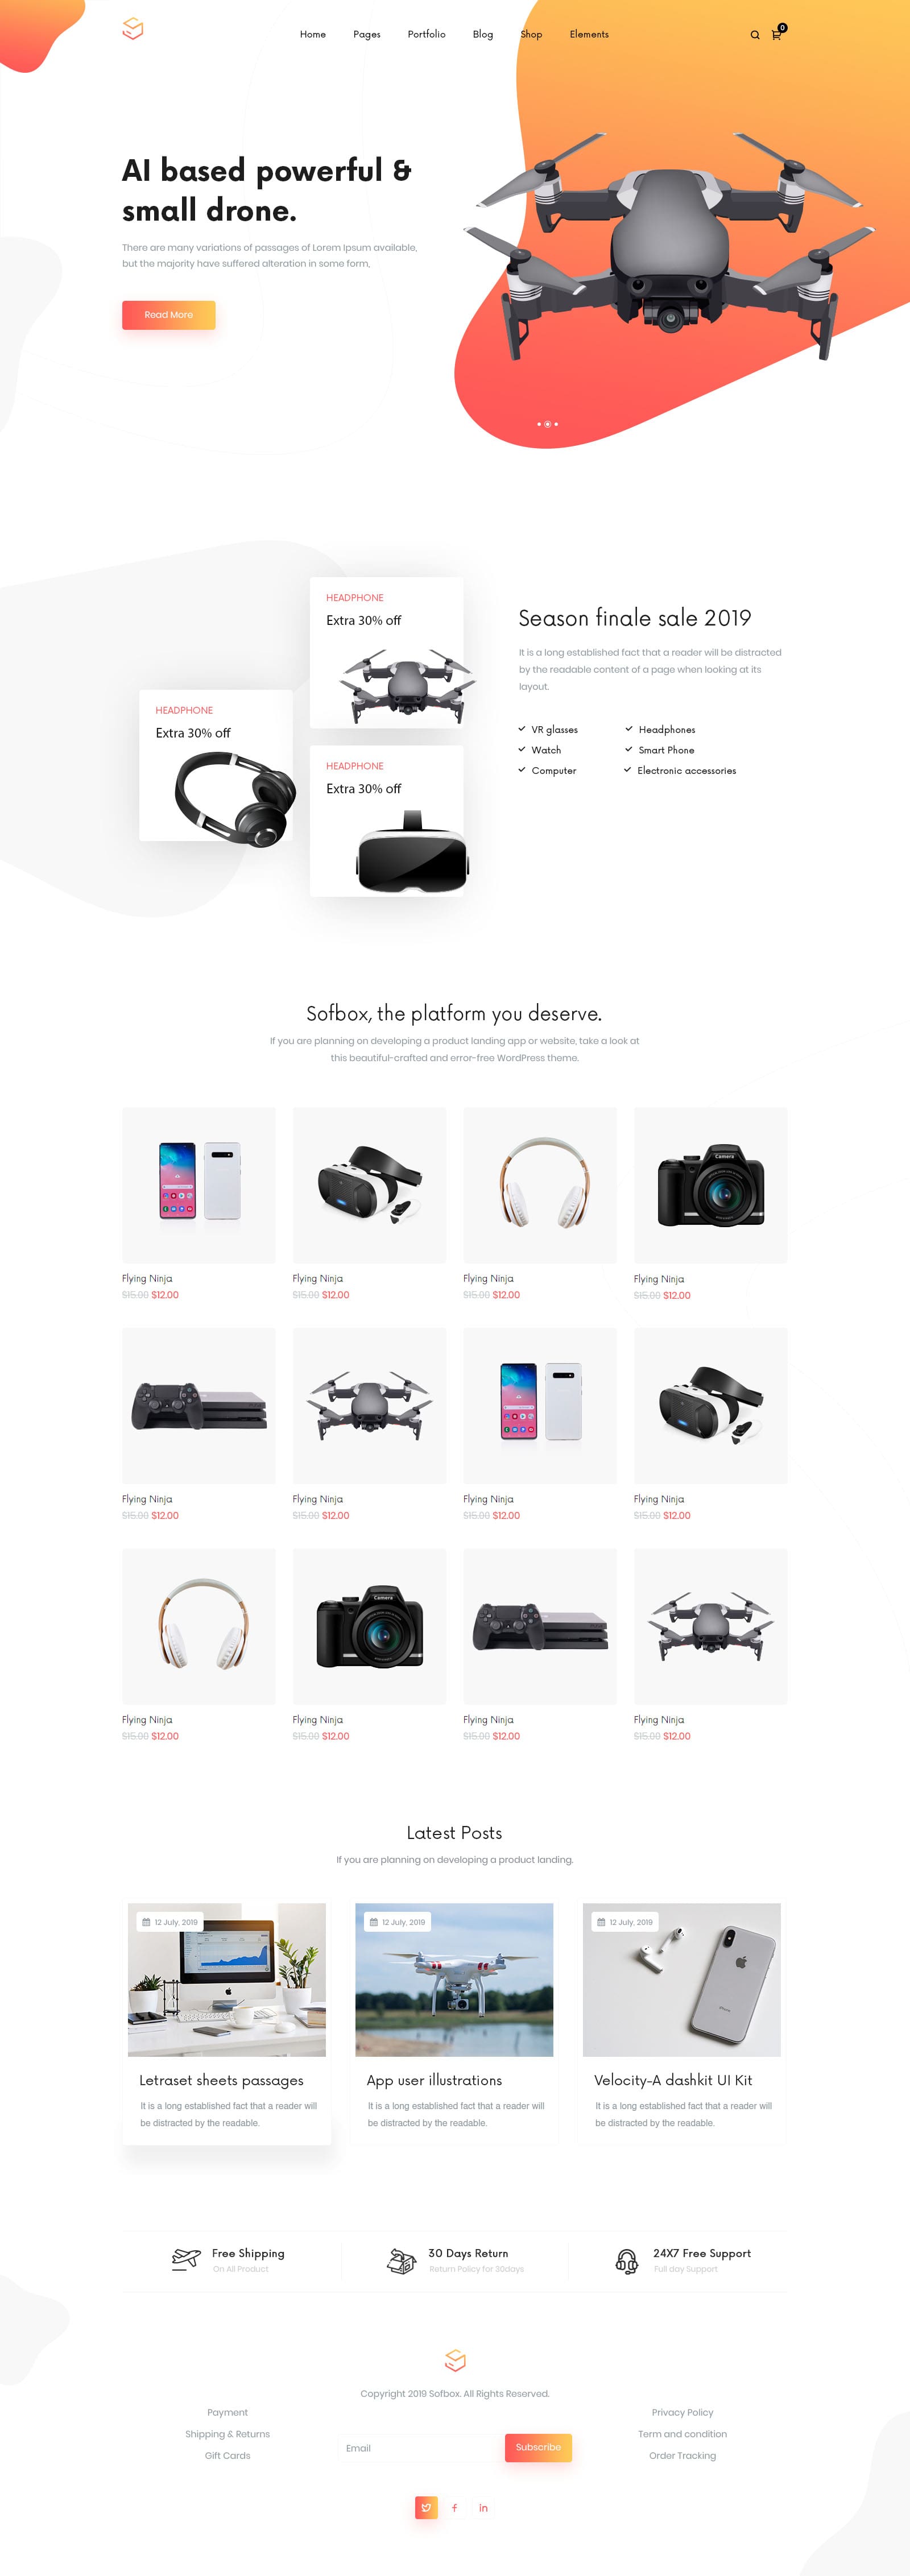 Home Pages Portfolio Blog Shop Elements
0
AI based powerful &
small drone.
There are many variations of passages of Lorem Ipsum available,
but the majority have suffered alteration in some form,
Read More
HEADPHONE
Extra 30% off
HEADPHONE
Extra 30% off
HEADPHONE
Extra 30% off
Season finale sale 2019
It is a long established fact that a reader will be distracted
by the readable content of a page when looking at its
layout.
VR glasses
Headphones
Watch
Smart Phone
Computer
Electronic accessories
Sofbox, the platform you deserve.
If you are planning on developing a product landing app or website, take a look at
this beautiful-crafted and error-free WordPress theme.
Camera
Flying Ninja
$15.00 $12.00
Flying Ninja
$15.00 $12.00
Flying Ninja
$15.00 $12.00
Flying Ninja
$15.00 $12.00
Flying Ninja
$15.00 $12.00
Flying Ninja
$15.00 $12.00
Flying Ninja
$15.00 $12.00
Flying Ninja
$15.00 $12.00
Camera
Flying Ninja
$15.00 $12.00
Flying Ninja
$15.00 $12.00
Flying Ninja
$15.00 $12.00
Flying Ninja
$15.00 $12.00
Latest Posts
If you are planning on developing a product landing.
12 July, 2019
Letraset sheets passages
It is a long established fact that a reader will
be distracted by the readable.
12 July, 2019
App user illustrations
It is a long established fact that a reader will
be distracted by the readable.
12 July, 2019
iPhone
Velocity-A dashkit UI Kit
It is a long established fact that a reader will
be distracted by the readable.
Free Shipping
On All Product
30 Days Return
Return Policy for 30days
24X7 Free Support
Full day Support
Copyright 2019 Sofbox. All Rights Reserved.
Payment
Shipping & Returns
Gift Cards
Email
Subscribe
Privacy Policy
Term and condition
Order Tracking
in